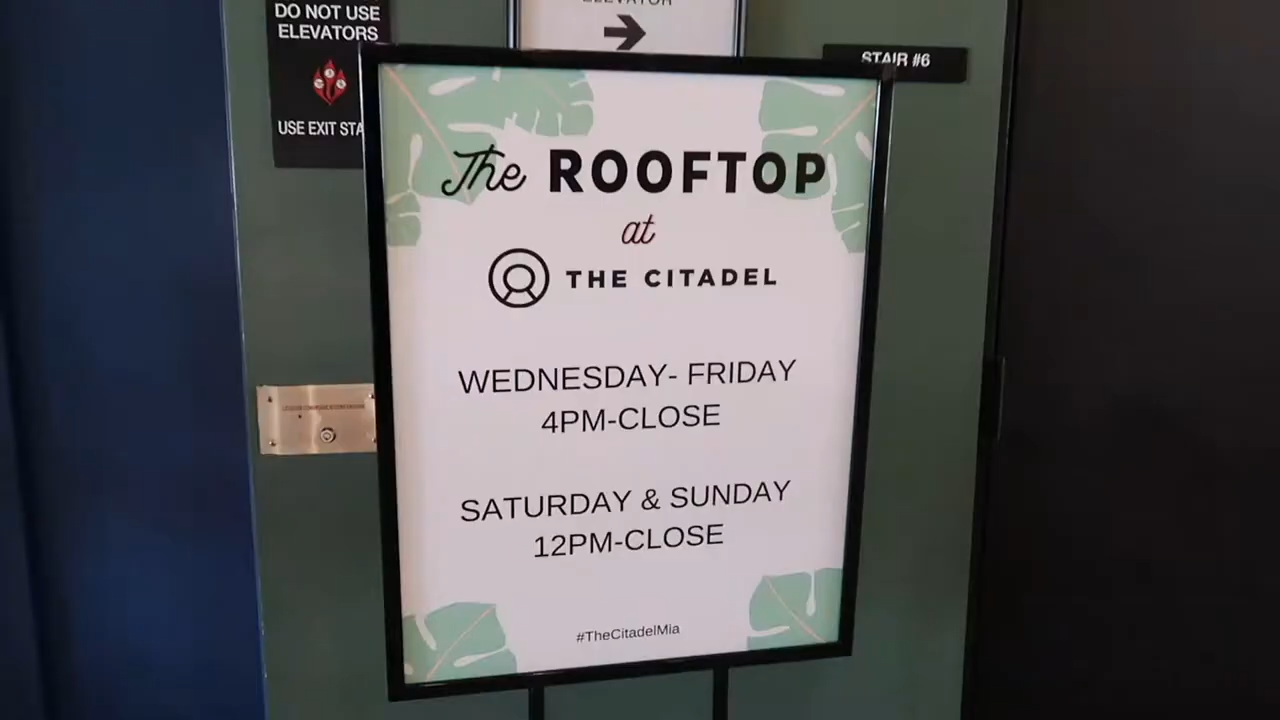 DO NOT USE
ELEVATORS
USE EXIT STA
ELEVATOR
STAIR #6
The ROOFTOP
at
THE CITADEL
WEDNESDAY- FRIDAY
4PM-CLOSE
SATURDAY & SUNDAY
12PM-CLOSE
#TheCitadelMia